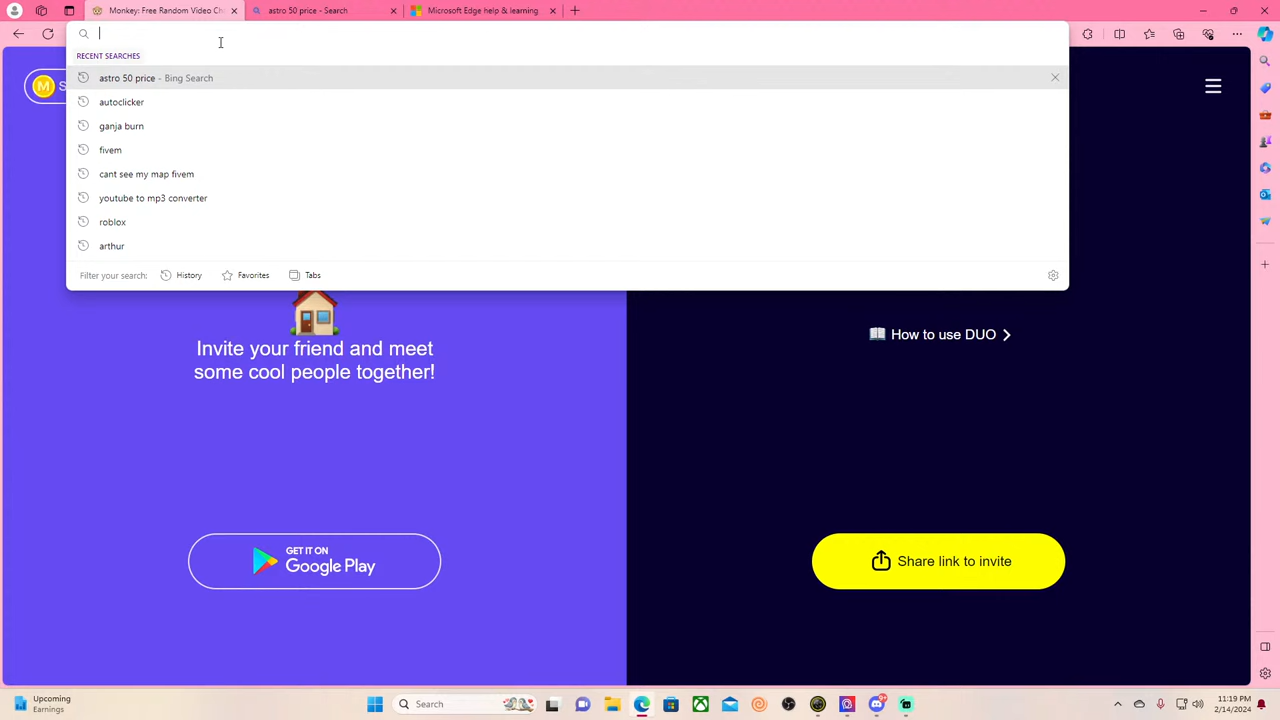 Monkey: Free Random Video Ch
astro 50 price - Search
Microsoft Edge help & learning
RECENT SEARCHES
astro 50 price - Bing Search
autoclicker
ganja burn
fivem
cant see my map fivem
youtube to mp3 converter
roblox
arthur
Filter your search: History Favorites Tabs
M S
Invite your friend and meet
some cool people together!
GET IT ON
Google Play
How to use DUO
Share link to invite
Upcoming
Earnings
Search
9+
11:19 PM
2/14/2024